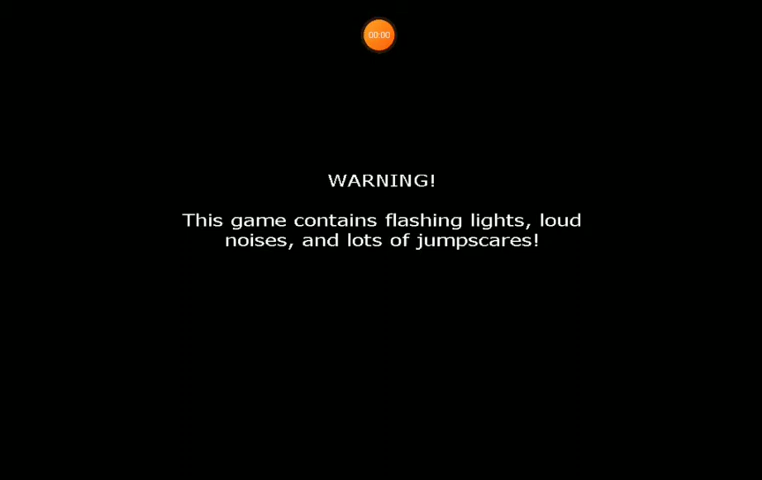 00:00
WARNING!
This game contains flashing lights, loud
noises, and lots of jumpscares!